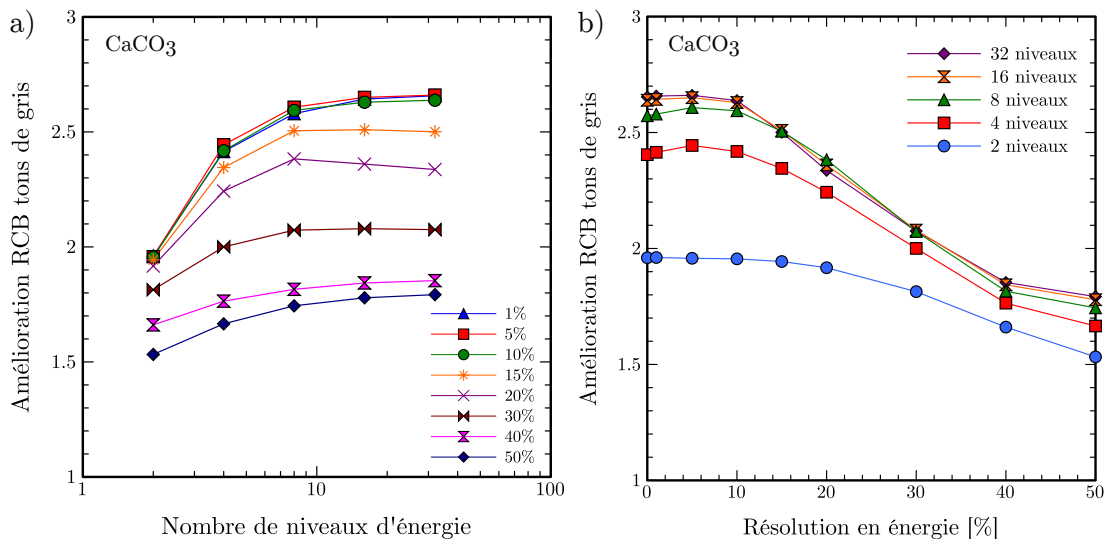 a)
CaCO3
Amélioration RCB tons de gris
3
2.5
2
1.5
1
1
10
100
Nombre de niveaux d'énergie
1%
5%
10%
15%
20%
30%
40%
50%
b)
CaCO3
Amélioration RCB tons de gris
3
2.5
2
1.5
1
0
10
20
30
40
50
Résolution en énergie [%]
32 niveaux
16 niveaux
8 niveaux
4 niveaux
2 niveaux